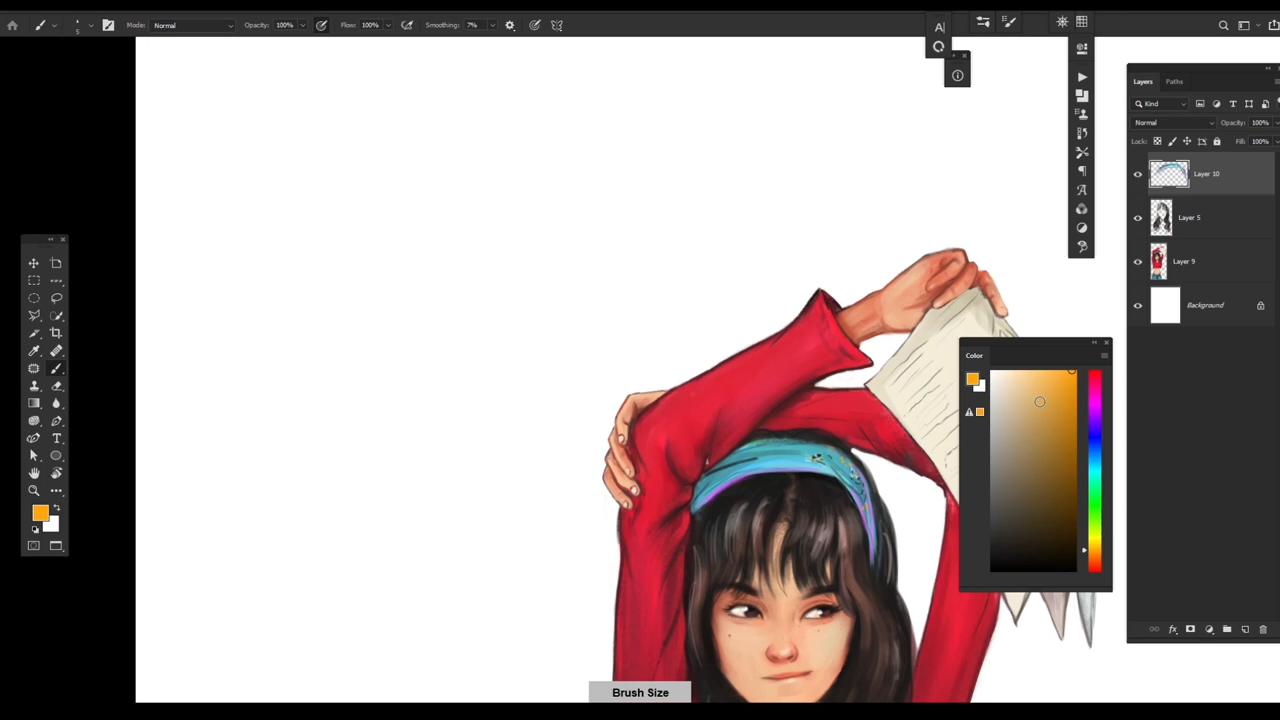 5
Mode: Normal
Opacity: 100%
Flow: 100%
Smoothing: 7%
Layers Paths
Kind
Normal
Opacity: 100%
Lock:
Fill: 100%
Layer 10
Layer 5
Layer 9
Background
Color
Brush Size